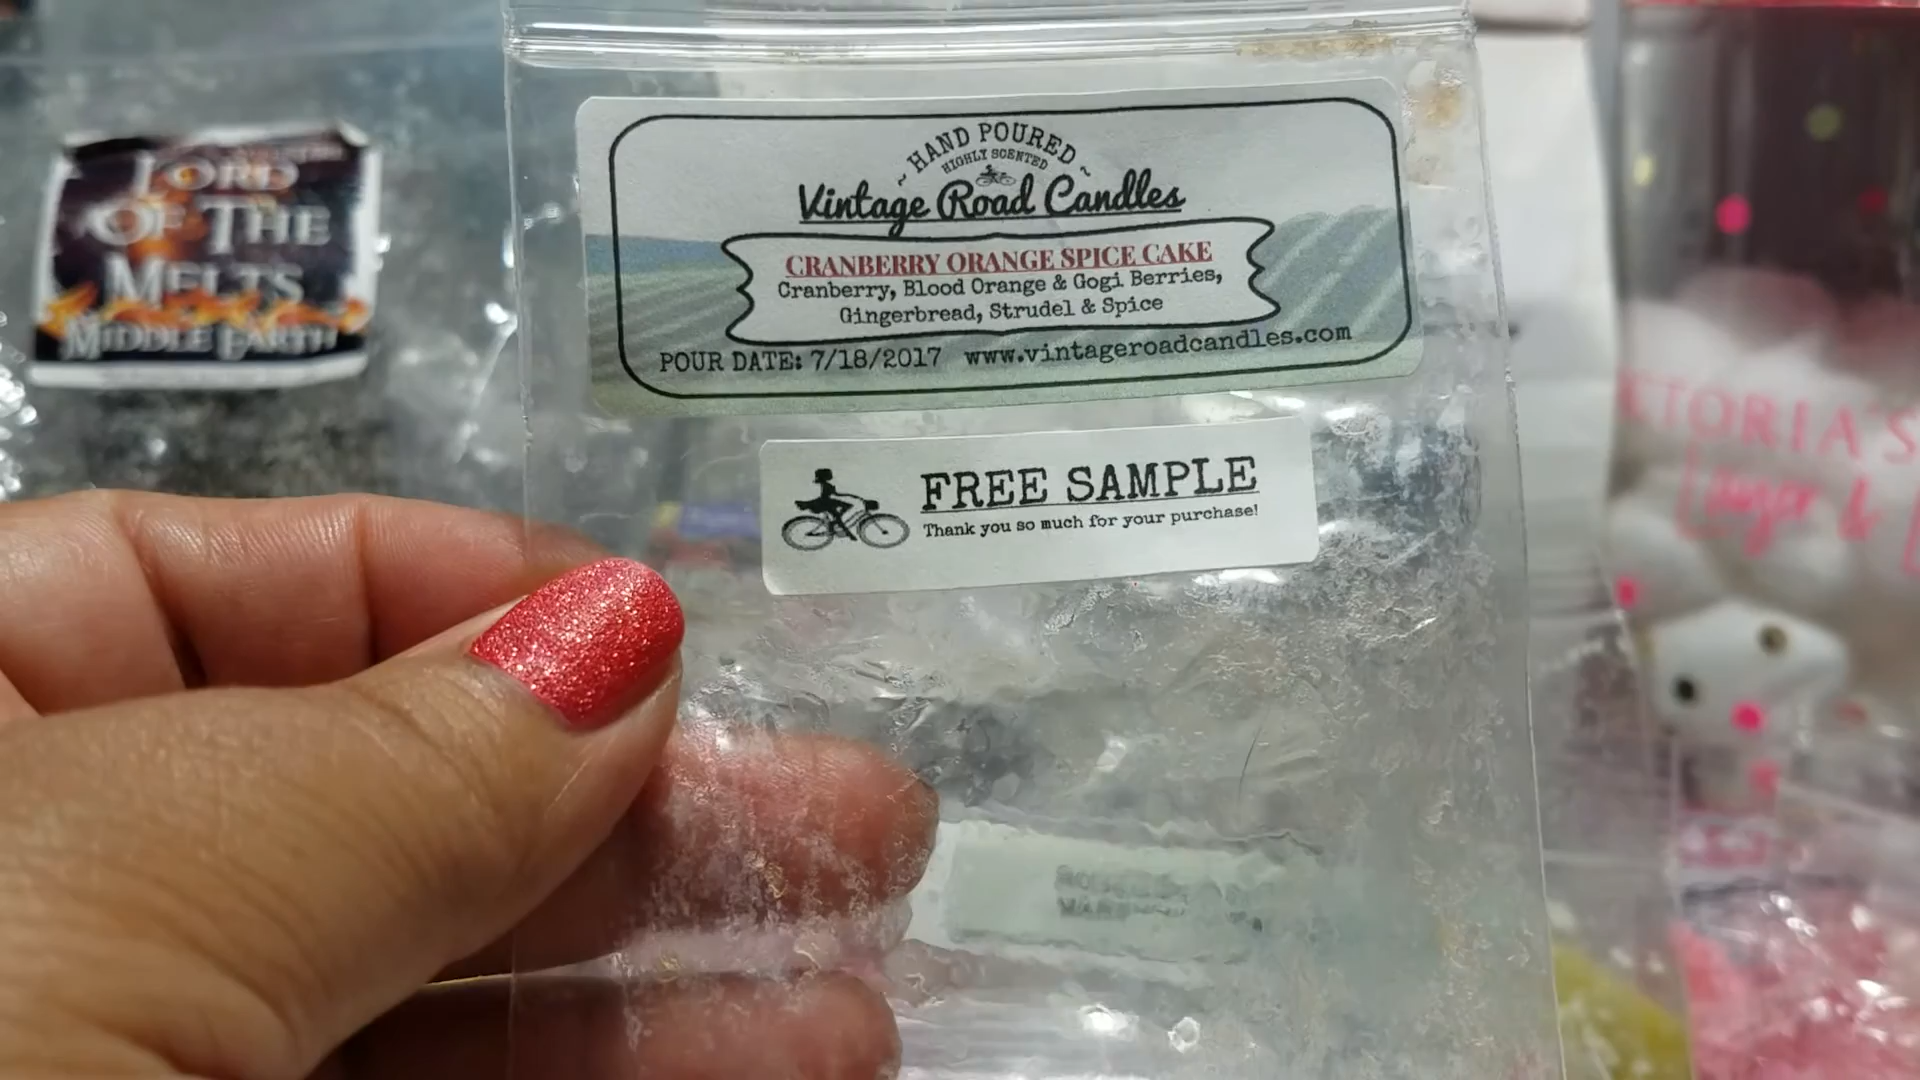 LORD
OF THE
MELTS
MIDDLE EARTH
~ HAND POURED ~
HIGHLY SCENTED
Vintage Road Candles
CRANBERRY ORANGE SPICE CAKE
Cranberry, Blood Orange & Gogi Berries,
Gingerbread, Strudel & Spice
POUR DATE: 7/18/2017 www.vintageroadcandles.com
FREE SAMPLE
Thank you so much for your purchase!
CTORIA'S